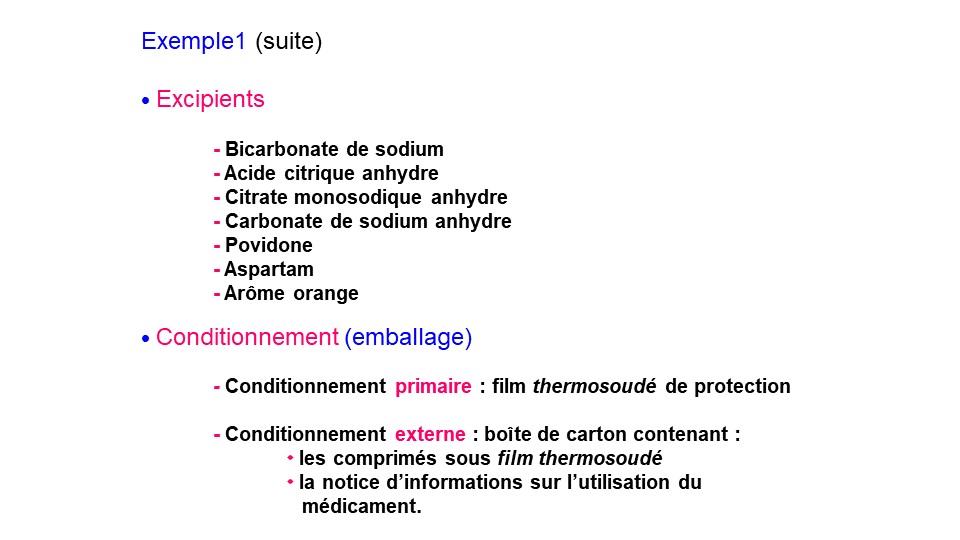 Exemple1 (suite)
• Excipients
- Bicarbonate de sodium
- Acide citrique anhydre
- Citrate monosodique anhydre
- Carbonate de sodium anhydre
- Povidone
- Aspartam
- Arôme orange
• Conditionnement (emballage)
- Conditionnement primaire : film thermosoudé de protection
- Conditionnement externe : boîte de carton contenant :
• les comprimés sous film thermosoudé
• la notice d’informations sur l’utilisation du
médicament.